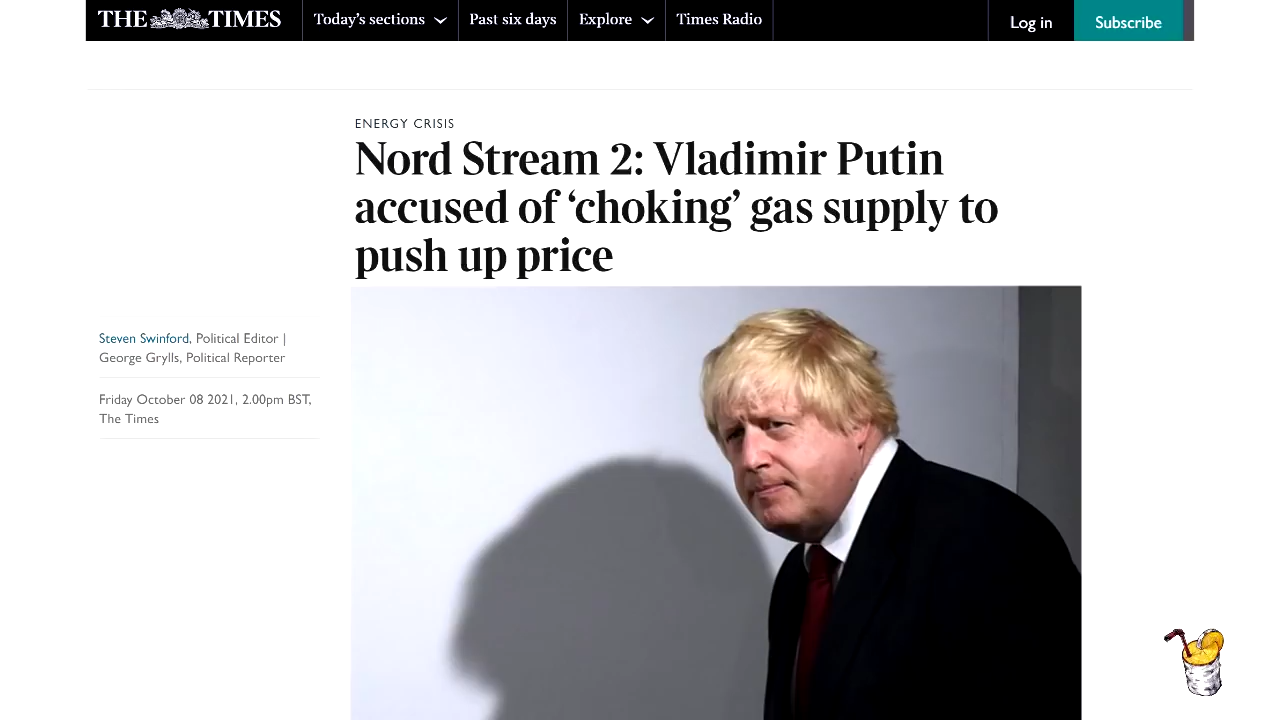 THE TIMES
Today's sections
Past six days
Explore
Times Radio
Log in
Subscribe
ENERGY CRISIS
Nord Stream 2: Vladimir Putin
accused of ‘choking’ gas supply to
push up price
Steven Swinford, Political Editor |
George Grylls, Political Reporter
Friday October 08 2021, 2.00pm BST,
The Times